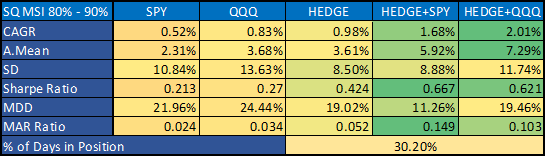 SQ MSI 80% - 90% SPY QQQ HEDGE HEDGE+SPY HEDGE+QQQ
CAGR 0.52% 0.83% 0.98% 1.68% 2.01%
A.Mean 2.31% 3.68% 3.61% 5.92% 7.29%
SD 10.84% 13.63% 8.50% 8.88% 11.74%
Sharpe Ratio 0.213 0.27 0.424 0.667 0.621
MDD 21.96% 24.44% 19.02% 11.26% 19.46%
MAR Ratio 0.024 0.034 0.052 0.149 0.103
% of Days in Position 30.20%